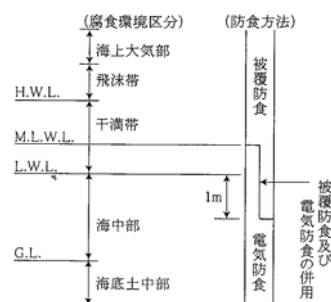 (腐食環境区分)
(防食方法)
海上大気部
飛沫帯
H.W.L.
干満帯
M.L.W.L.
L.W.L.
海中部
G.L.
海底土中部
被覆防食
1m
電気防食
被覆防食及び
電気防食の併用